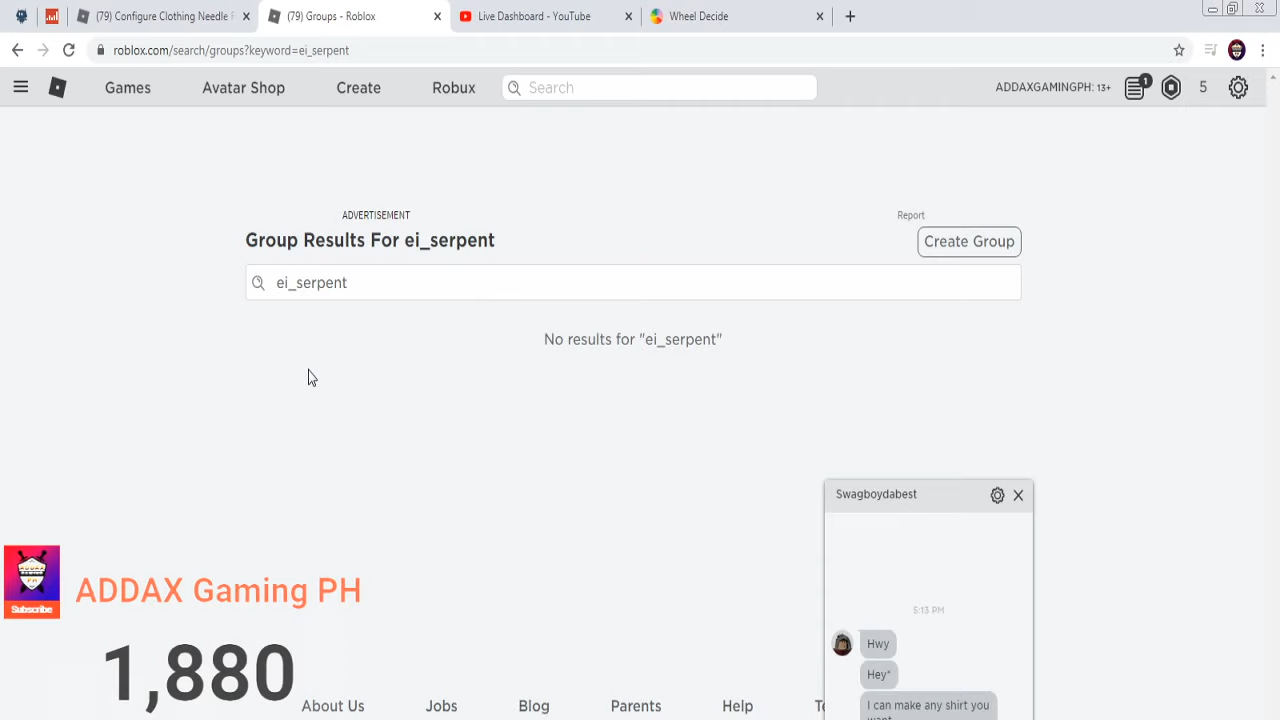 (79) Configure Clothing Needle F
(79) Groups - Roblox
Live Dashboard - YouTube
Wheel Decide
roblox.com/search/groups?keyword=ei_serpent
Games
Avatar Shop
Create
Robux
Search
ADDAXGAMINGPH: 13+
1
5
ADVERTISEMENT
Report
Group Results For ei_serpent
Create Group
ei_serpent
No results for "ei_serpent"
Swagboydabest
5:13 PM
Hwy
Hey*
I can make any shirt you
want
Subscribe
ADDAX Gaming PH
1,880
About Us
Jobs
Blog
Parents
Help